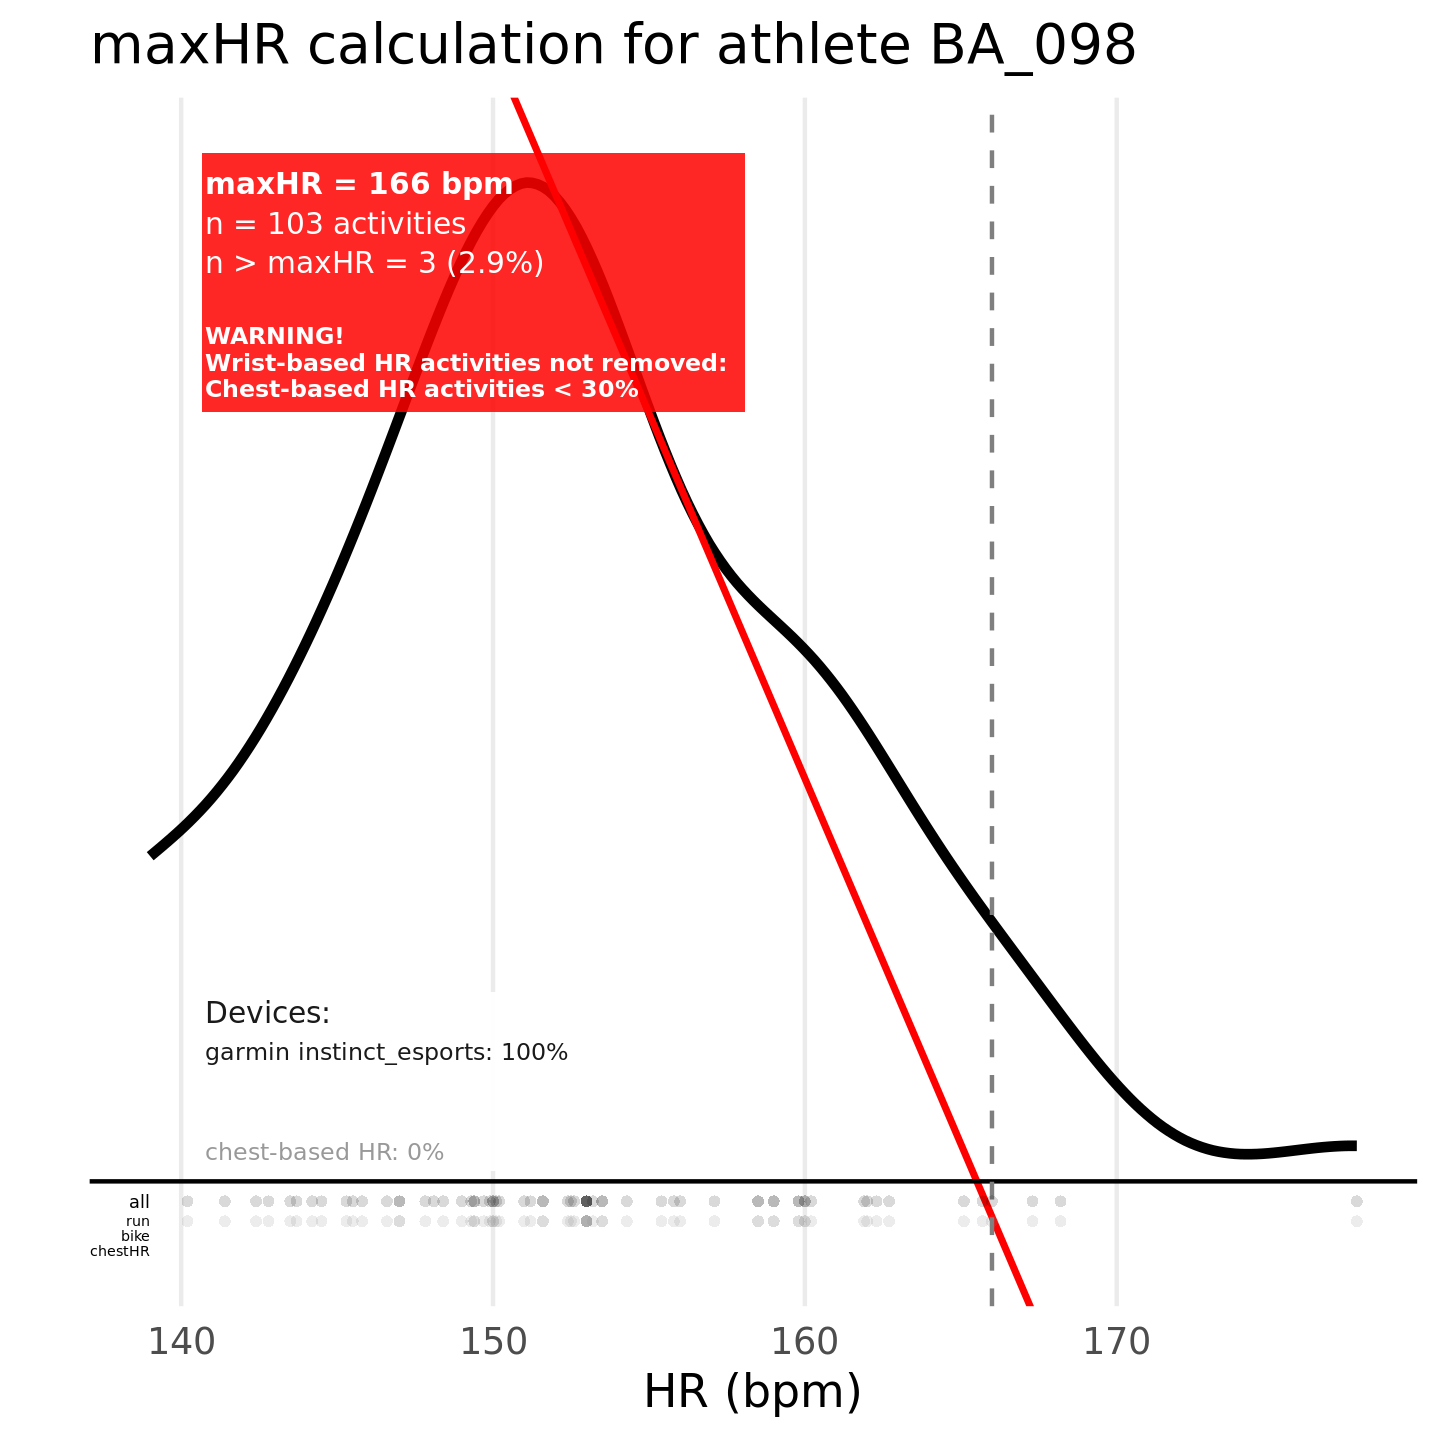 maxHR calculation for athlete BA_098
maxHR = 166 bpm
n = 103 activities
n > maxHR = 3 (2.9%)
WARNING!
Wrist-based HR activities not removed:
Chest-based HR activities < 30%
Devices:
garmin instinct_esports: 100%
chest-based HR: 0%
all
run
bike
chestHR
140 150 160 170
HR (bpm)